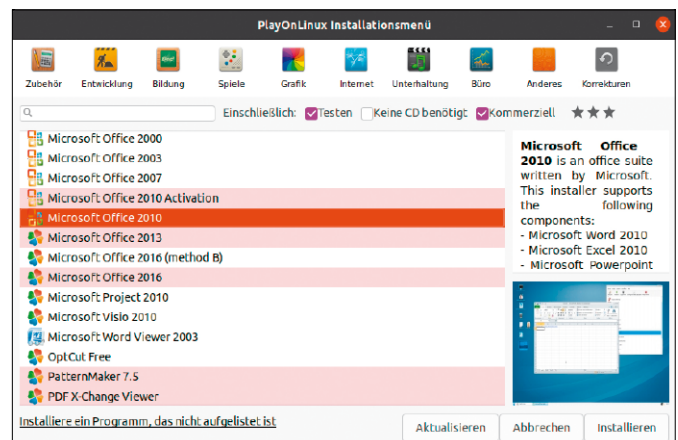 PlayOnLinux Installationsmenü
Zubehör Entwicklung Bildung Spiele Grafik Internet Unterhaltung Büro Anderes Korrekturen
Einschließlich: Testen Keine CD benötigt Kommerziell
Microsoft Office 2000
Microsoft Office 2003
Microsoft Office 2007
Microsoft Office 2010 Activation
Microsoft Office 2010
Microsoft Office 2013
Microsoft Office 2016 (method B)
Microsoft Office 2016
Microsoft Project 2010
Microsoft Visio 2010
Microsoft Word Viewer 2003
OptCut Free
PatternMaker 7.5
PDF X-Change Viewer
Microsoft Office
2010 is an office suite
written by Microsoft.
This installer supports
the following
components:
- Microsoft Word 2010
- Microsoft Excel 2010
- Microsoft Powerpoint
Installiere ein Programm, das nicht aufgelistet ist
Aktualisieren Abbrechen Installieren